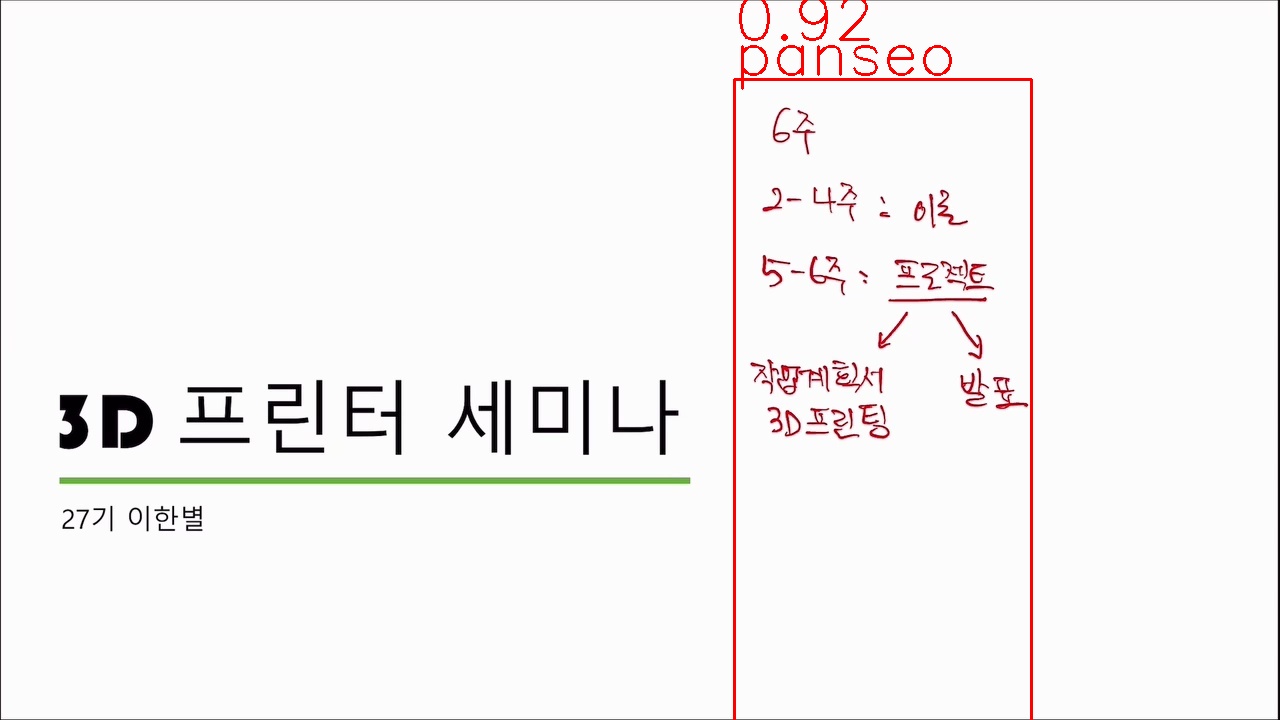 0.92
panseo
6주
2-4주 : 이론
5-6주 : 프로젝트
작업계획서 발표
3D프린팅
3D 프린터 세미나
27기 이한별